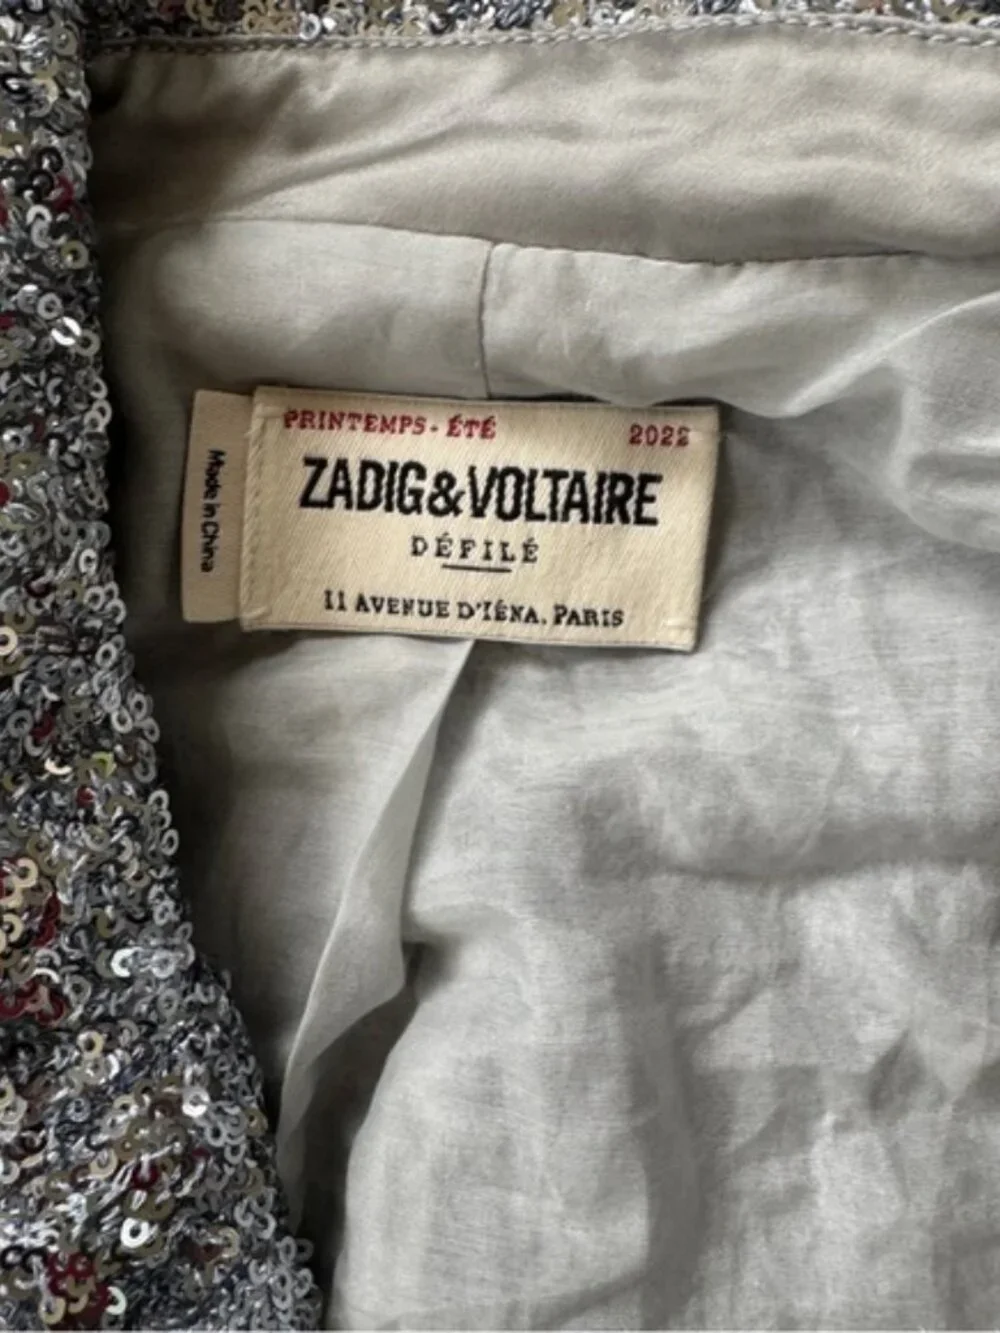 PRINTEMPS - ÉTÉ 2022
ZADIG&VOLTAIRE
DÉFILÉ
11 AVENUE D'IÉNA, PARIS
Made in China